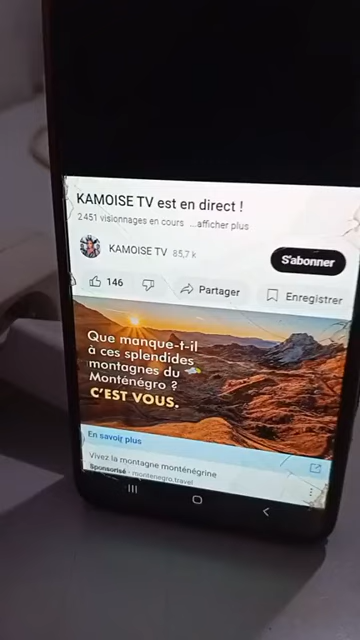 KAMOISE TV est en direct !
2451 visionnages en cours ...afficher plus
KAMOISE TV 85,7 k
S'abonner
146
Partager
Enregistrer
Que manque-t-il
à ces splendides
montagnes du
Monténégro ?
C'EST VOUS.
En savoir plus
Vivez la montagne monténégrine
Sponsorisé - montenegro.travel